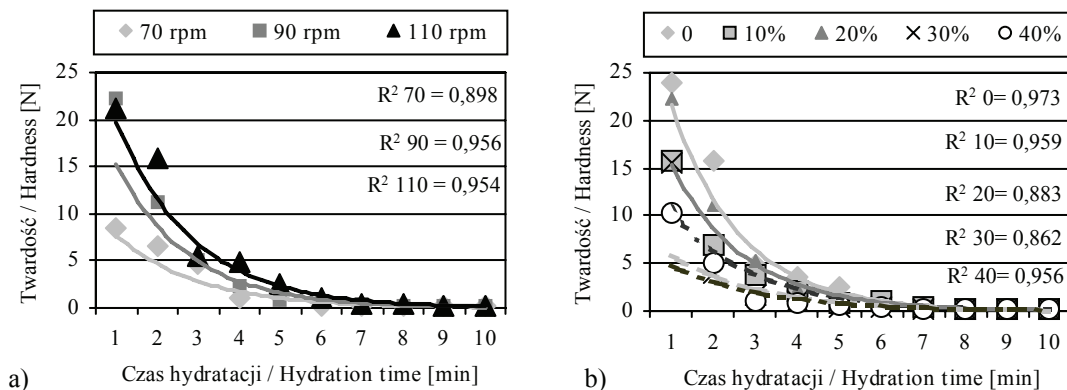 70 rpm 90 rpm 110 rpm
Twardość / Hardness [N]
25
20
15
10
5
0
R² 70 = 0,898
R² 90 = 0,956
R² 110 = 0,954
1 2 3 4 5 6 7 8 9 10
a)
Czas hydratacji / Hydration time [min]
0 10% 20% 30% 40%
Twardość / Hardness [N]
25
20
15
10
5
0
R² 0= 0,973
R² 10= 0,959
R² 20= 0,883
R² 30= 0,862
R² 40= 0,956
1 2 3 4 5 6 7 8 9 10
b)
Czas hydratacji / Hydration time [min]